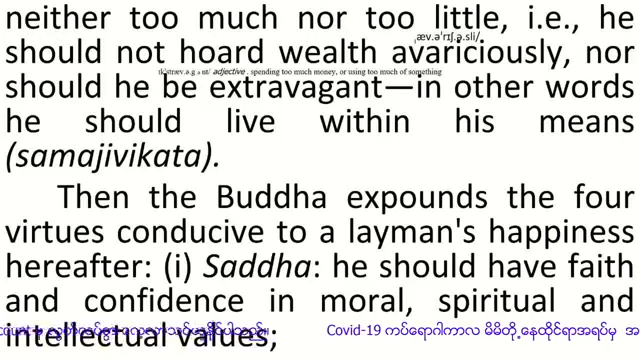 neither too much nor too little, i.e., he
/ˌæv.əˈrɪʃ.ə.sli/
should not hoard wealth avariciously, nor
adjective . spending too much money, or using too much of something
should he be extravagant—in other words
he should live within his means
(samajivikata).
Then the Buddha expounds the four
virtues conducive to a layman's happiness
hereafter: (i) Saddha: he should have faith
and confidence in moral, spiritual and
Covid-19 ကပ်ရောဂါကာလ မိမိတို့နေထိုင်ရာအရပ်မှ
intellectual values;